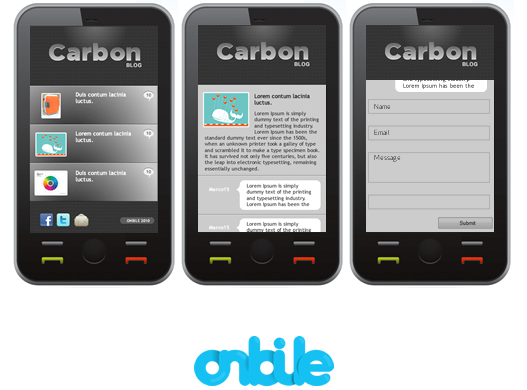 Carbon
BLOG
Duis contum lacinia
luctus.
10
Lorem contum lacinia
luctus.
10
Duis contum lacinia
luctus.
10
ONBILE 2010
Carbon
BLOG
Lorem contum lacinia
luctus.
Lorem Ipsum is simply
dummy text of the printing
and typesetting industry.
Lorem Ipsum has been the
standard dummy text ever since the 1500s,
when an unknown printer took a galley of type
and scrambled it to make a type specimen book.
It has survived not only five centuries, but also
the leap into electronic typesetting, remaining
essentially unchanged.
Lorem Ipsum is simply
dummy text of the printing
and typesetting industry.
Lorem Ipsum has been the
Lorem Ipsum is simply
dummy text of the printing
Carbon
BLOG
and typesetting industry.
Lorem Ipsum has been the
Name
Email
Message
Submit
onbile